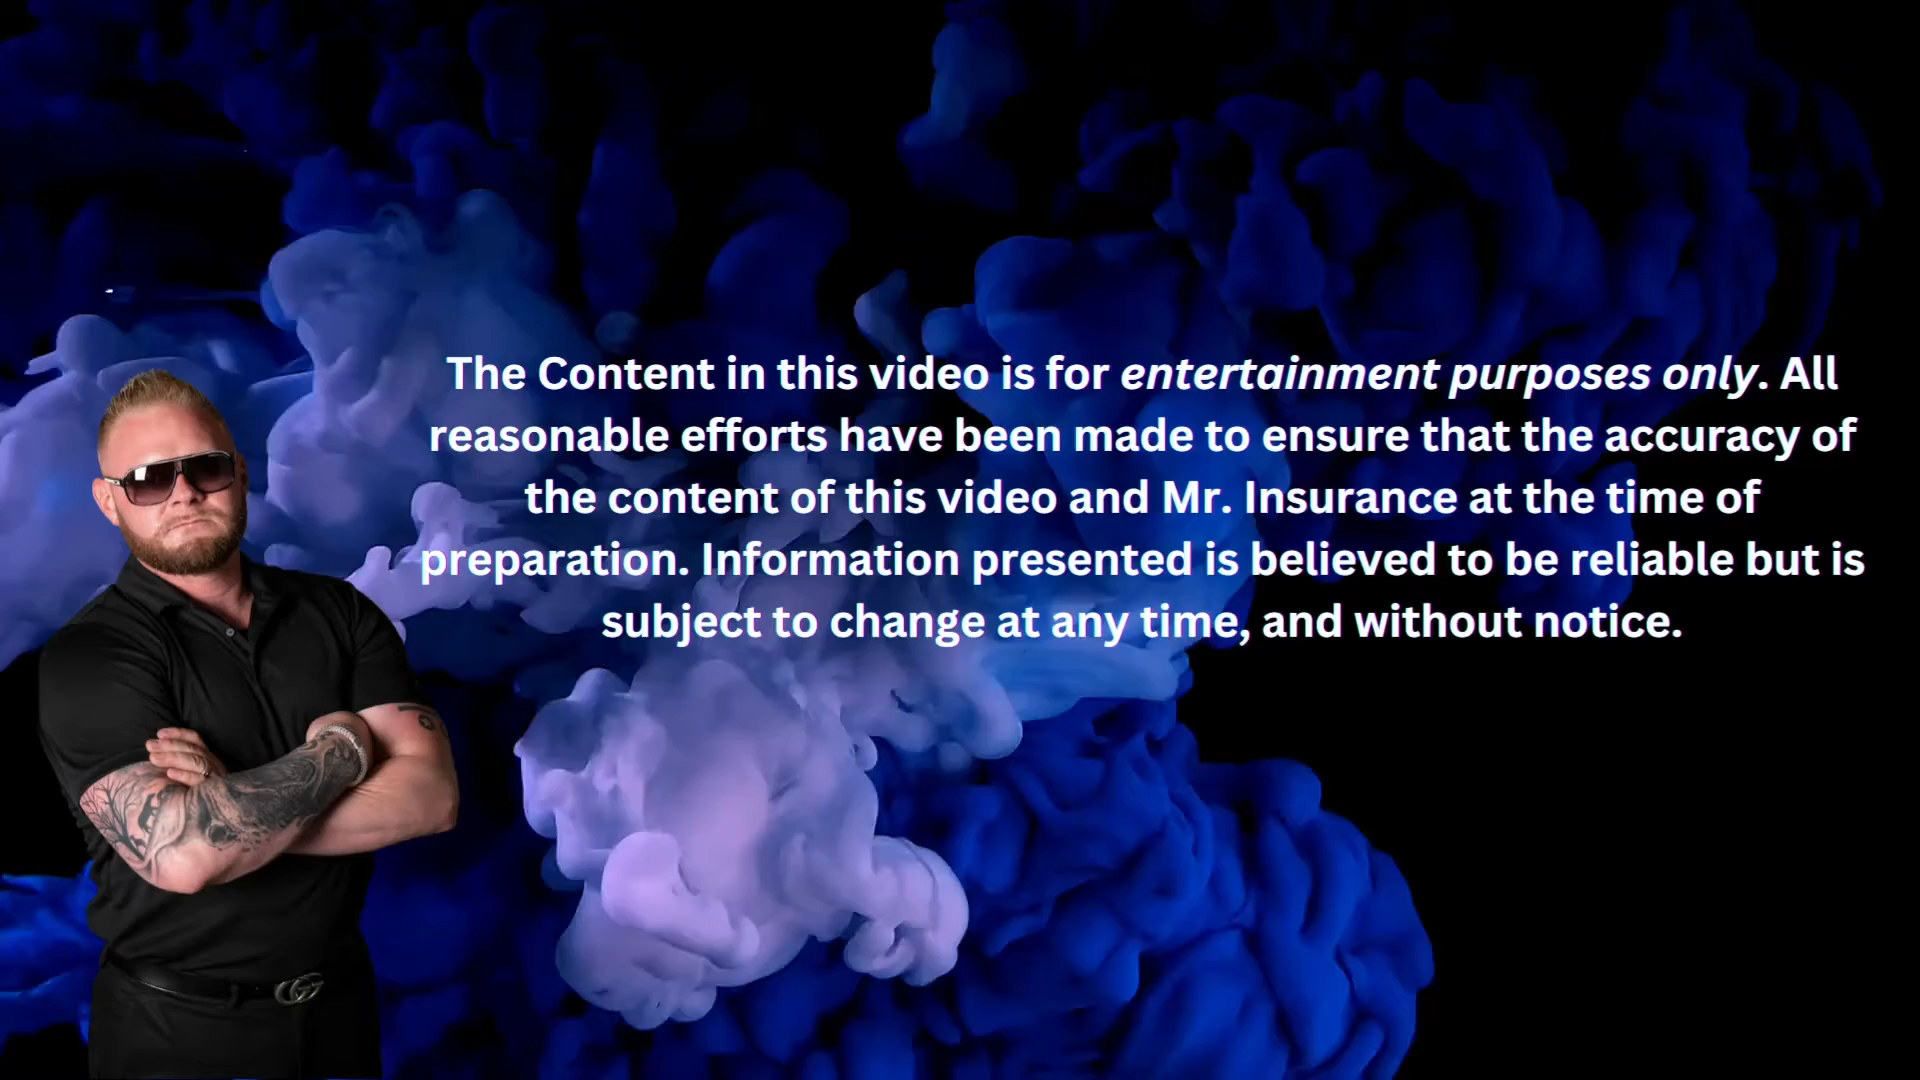 The Content in this video is for entertainment purposes only. All
reasonable efforts have been made to ensure that the accuracy of
the content of this video and Mr. Insurance at the time of
preparation. Information presented is believed to be reliable but is
subject to change at any time, and without notice.